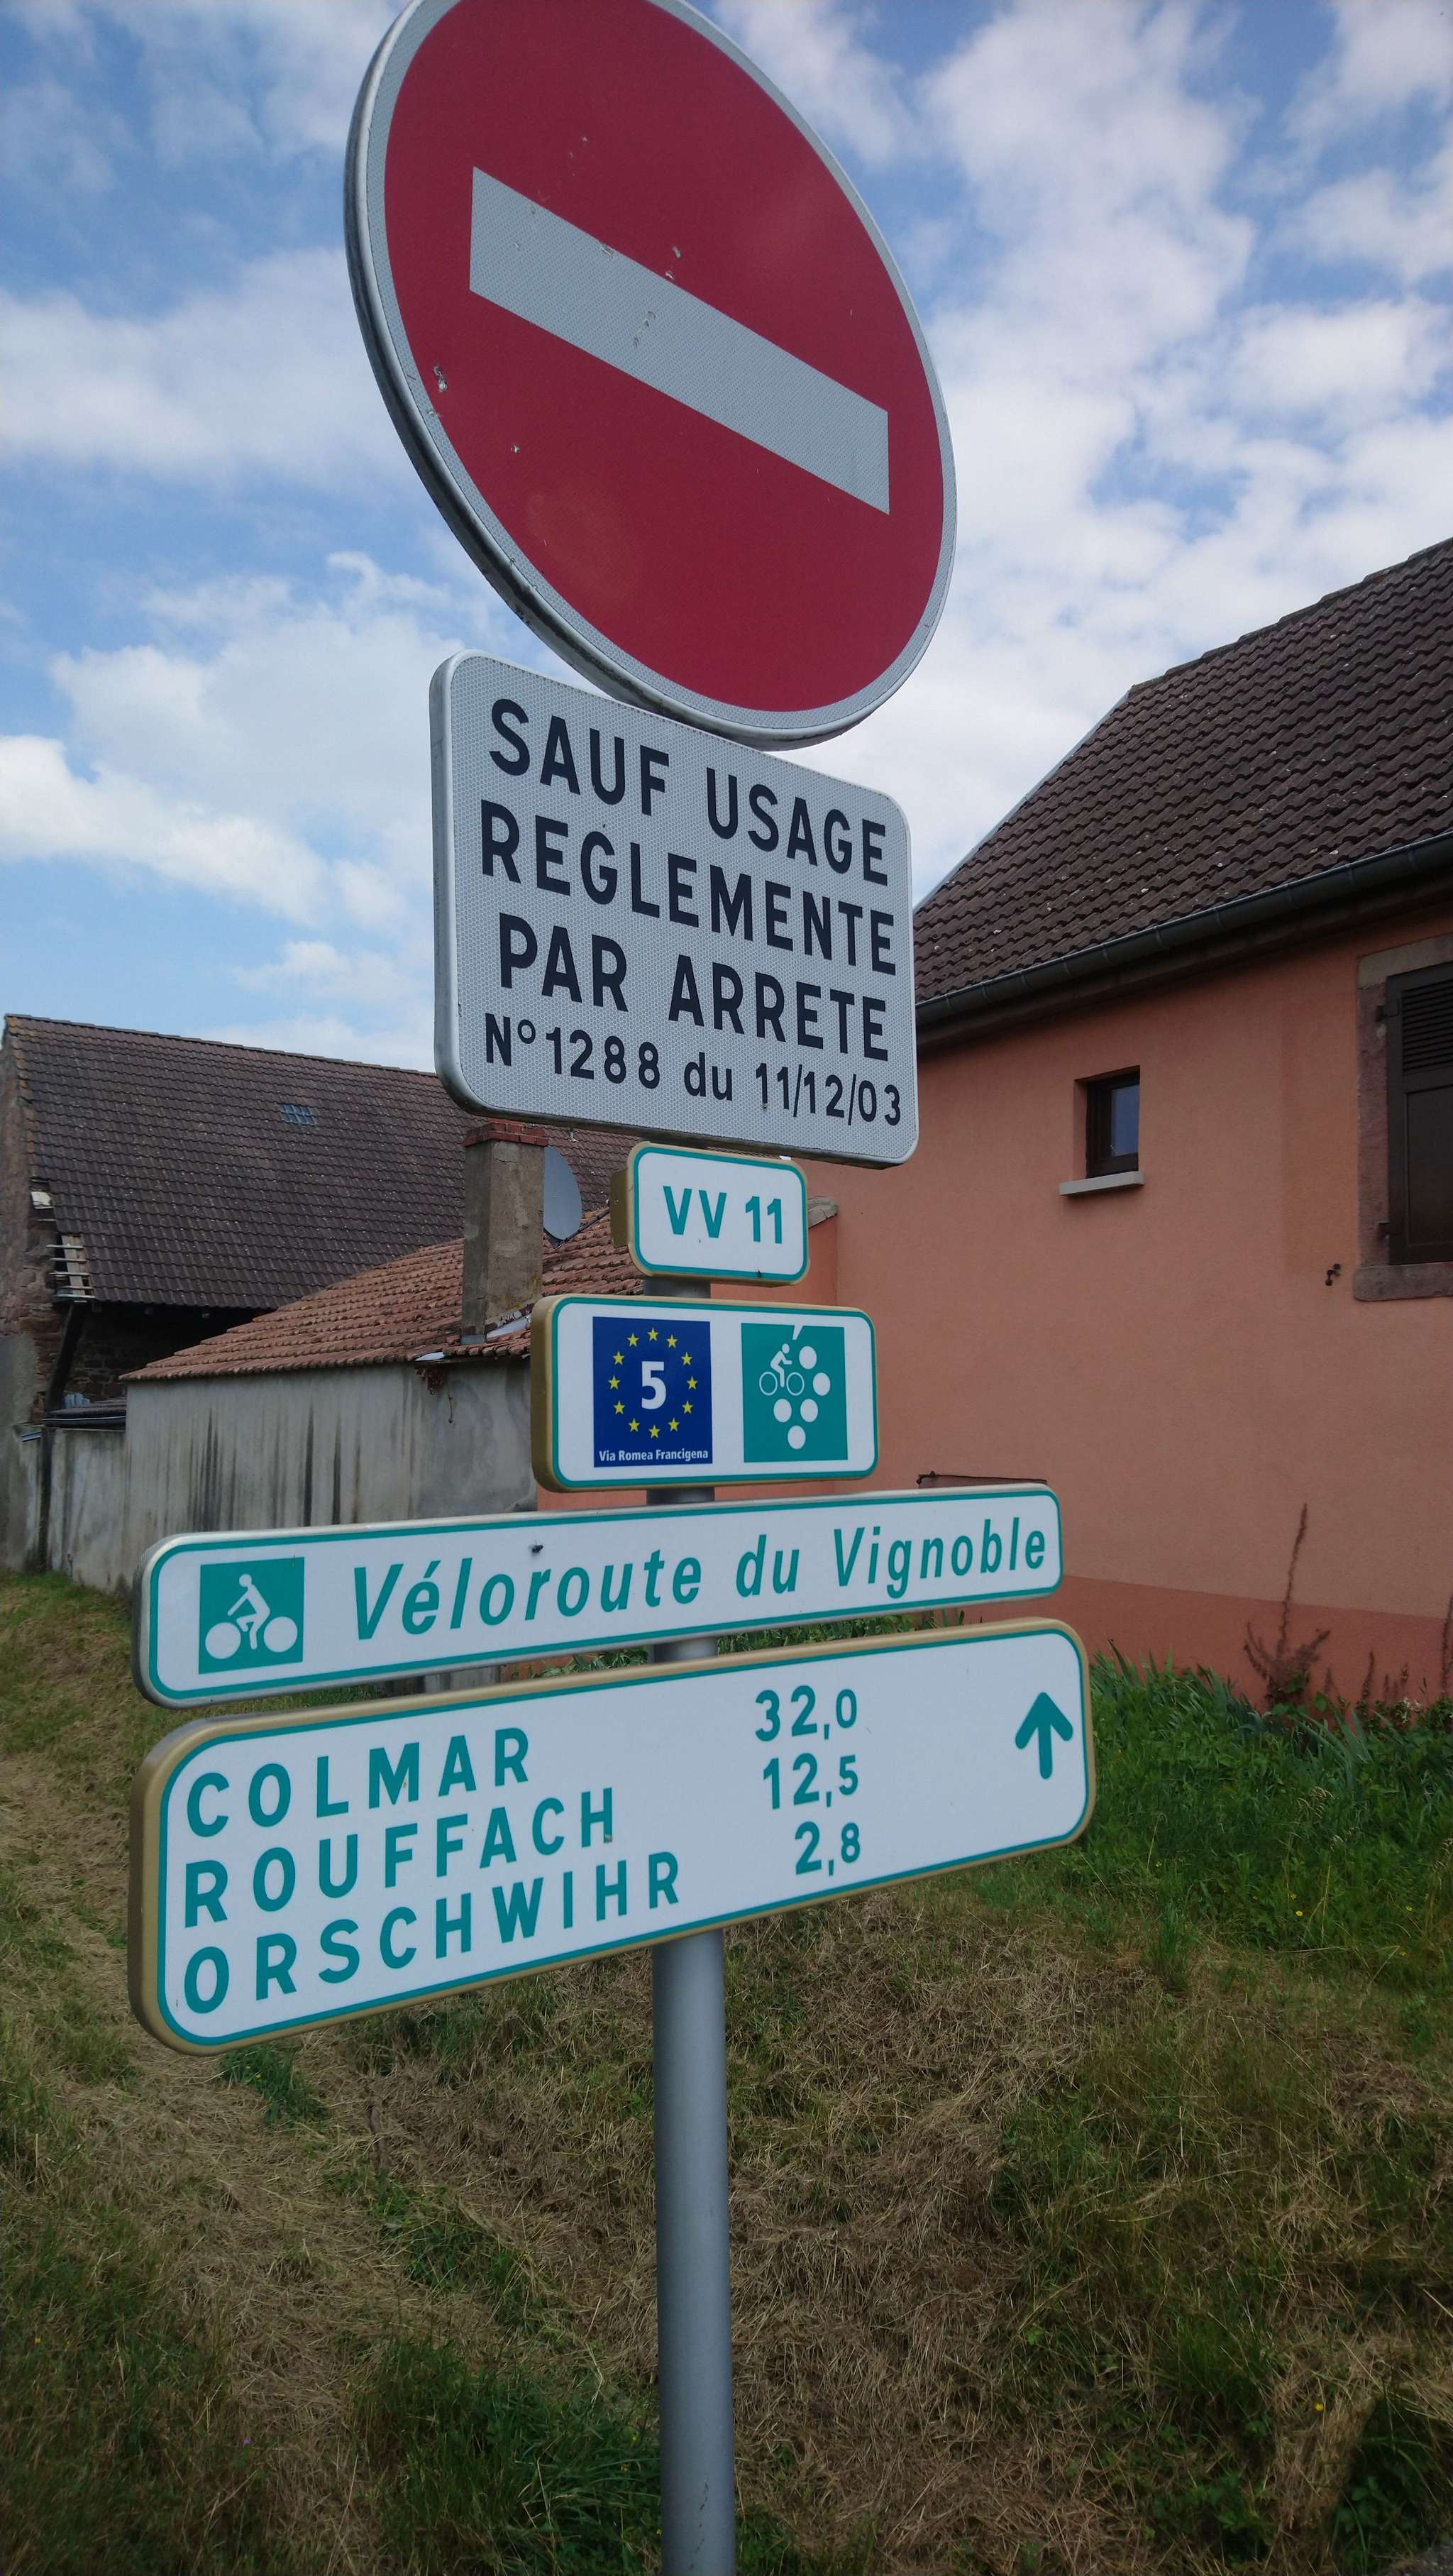 SAUF USAGE
REGLEMENTE
PAR ARRETE
N°1288 du 11/12/03
VV 11
5
Via Romea Francigena
Véloroute du Vignoble
COLMAR 32,0
ROUFFACH 12,5
ORSCHWIHR 2,8